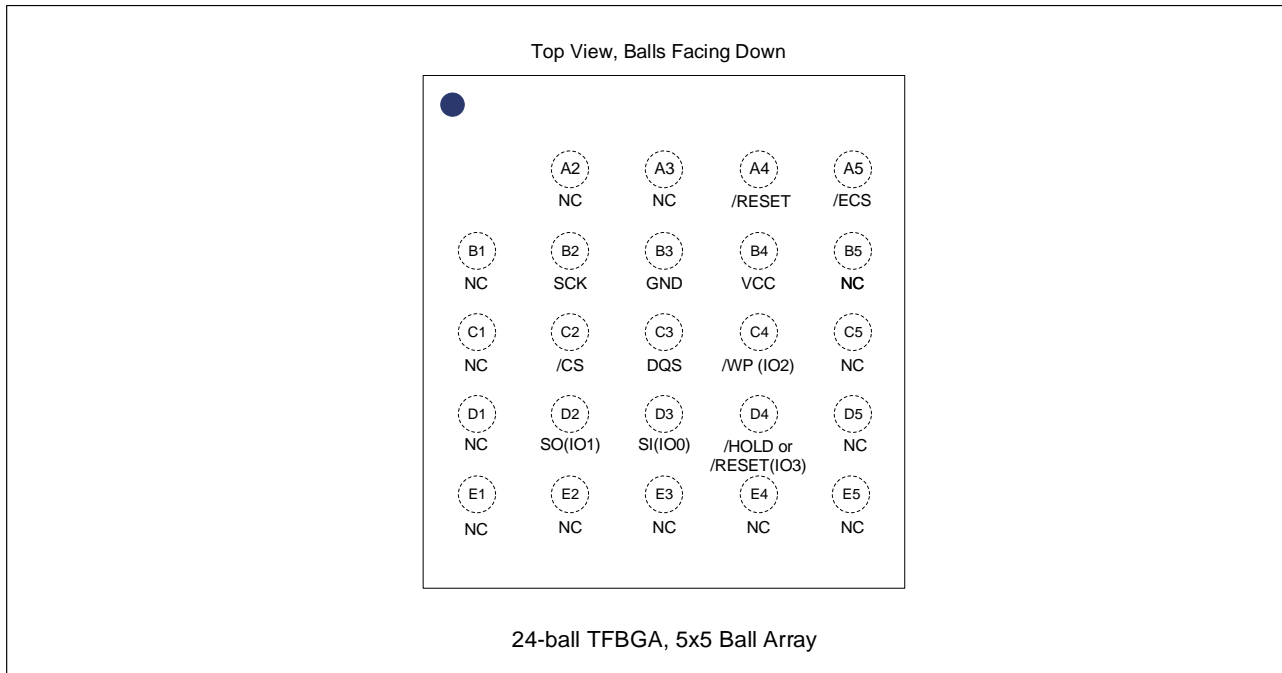 Top View, Balls Facing Down
A2 A3 A4 A5
NC NC /RESET /ECS
B1 B2 B3 B4 B5
NC SCK GND VCC NC
C1 C2 C3 C4 C5
NC /CS DQS /WP (IO2) NC
D1 D2 D3 D4 D5
NC SO(IO1) SI(IO0) /HOLD or NC
/RESET(IO3)
E1 E2 E3 E4 E5
NC NC NC NC NC
24-ball TFBGA, 5x5 Ball Array